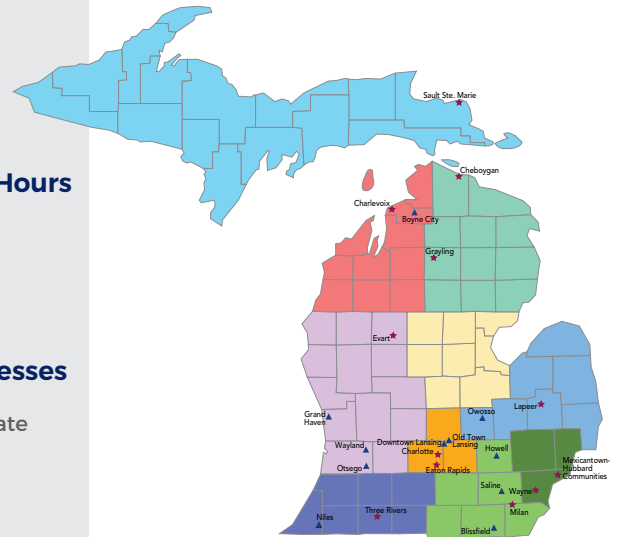 Hours
esses
ate
Sault Ste. Marie
Cheboygan
Charlevoix
Boyne City
Grayling
Evart
Grand
Haven
Owosso
Lapeer
Wayland
Downtown Lansing
Old Town
Lansing
Charlotte
Howell
Otsego
Eaton Rapids
Mexicantown-
Hubbard
Communities
Saline
Wayne
Niles
Three Rivers
Milan
Blissfield